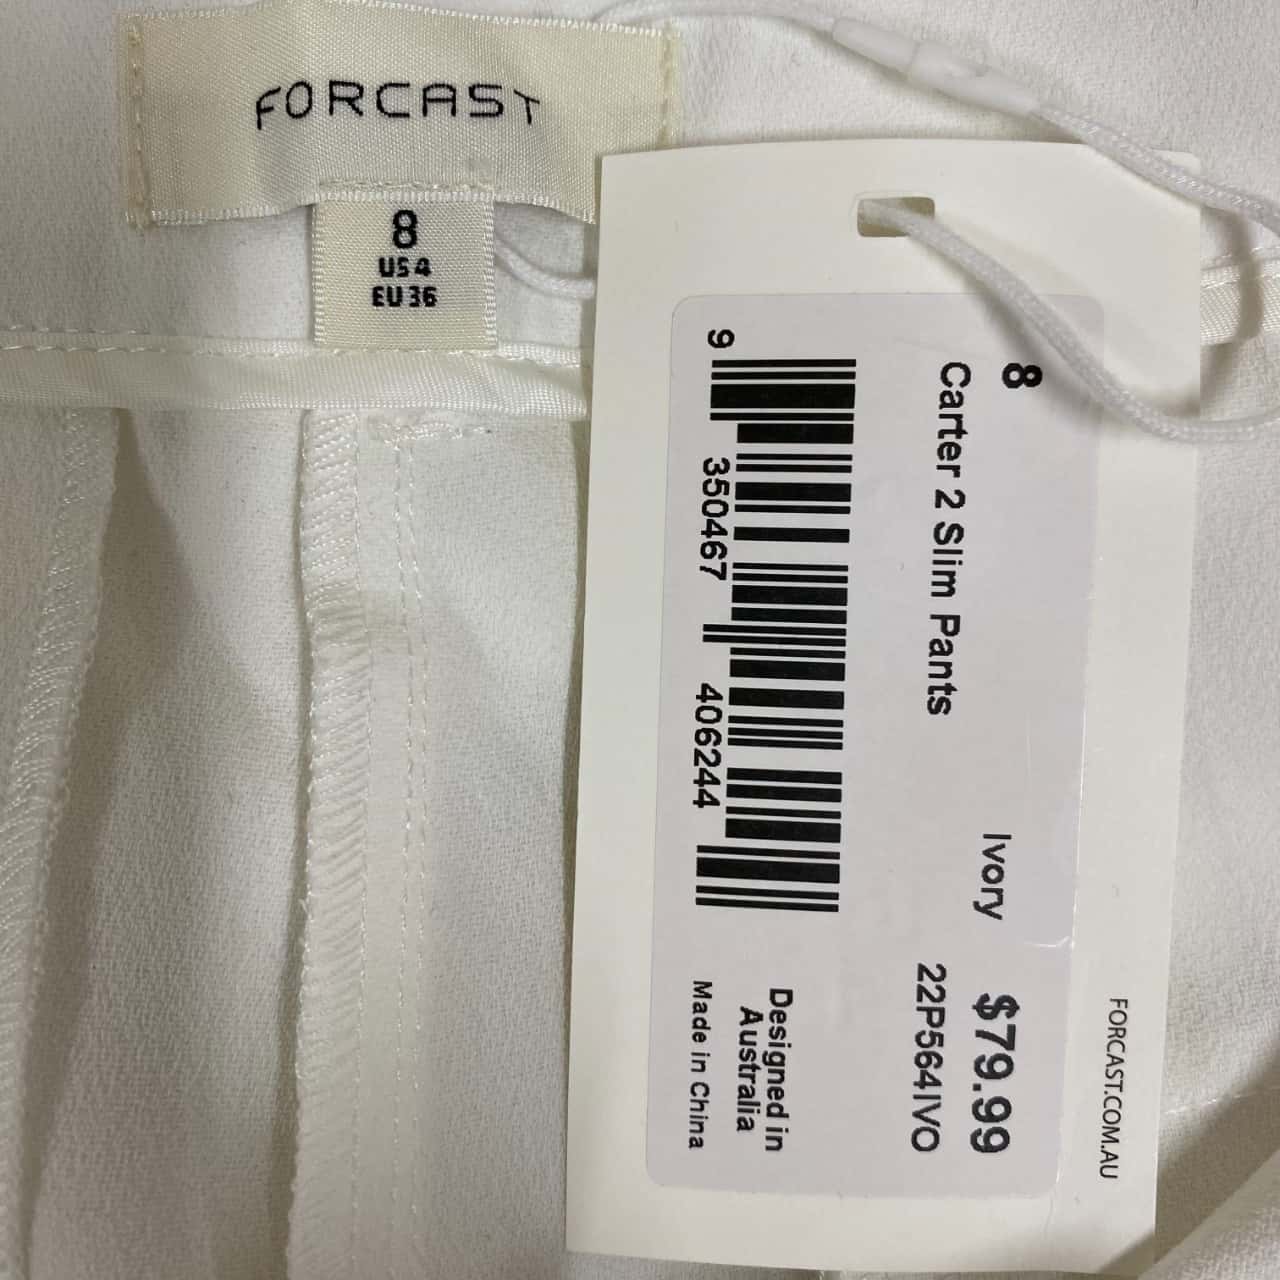 FORCAST
8
US 4
EU 36
8
Ivory
$79.99
Carter 2 Slim Pants
22P564IVO
9 350467 406244
Designed in
Australia
Made in China
FORCAST.COM.AU